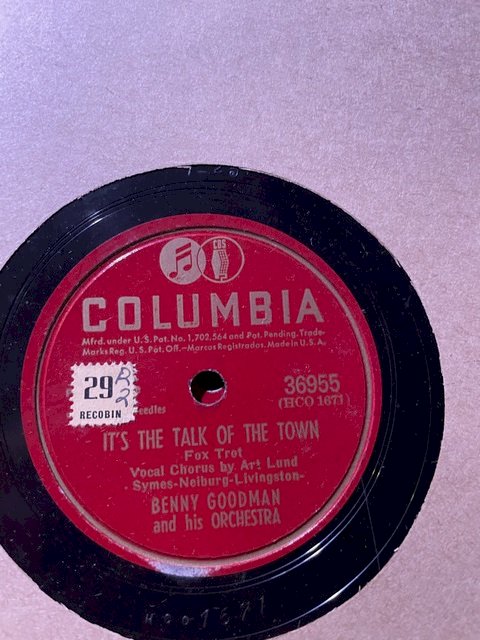 CBS
COLUMBIA
Mfrd. under U.S. Pat. No. 1,702,564 and Pat. Pending. Trade-
Marks Reg. U.S. Pat. Off.—Marcas Registradas. Made in U.S.A.
29
RECOBIN
eedles
36955
(HCO 1671)
IT'S THE TALK OF THE TOWN
Fox Trot
Vocal Chorus by Art Lund
-Symes-Neiburg-Livingston-
BENNY GOODMAN
and his ORCHESTRA